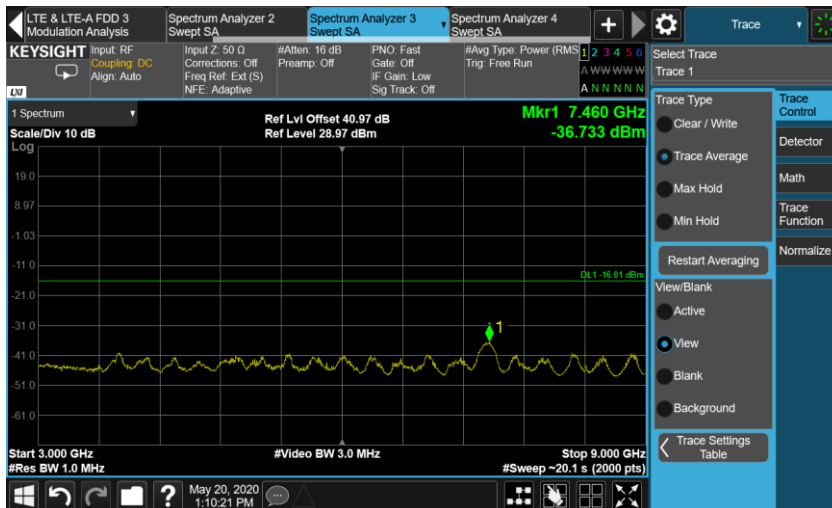 LTE & LTE-A FDD 3
Modulation Analysis
Spectrum Analyzer 2
Swept SA
Spectrum Analyzer 3
Swept SA
Spectrum Analyzer 4
Swept SA
+
Trace
KEYSIGHT
Input: RF
Coupling: DC
Align: Auto
Input Z: 50 Ω
Corrections: Off
Freq Ref: Ext (S)
NFE: Adaptive
#Atten: 16 dB
Preamp: Off
PNO: Fast
Gate: Off
IF Gain: Low
Sig Track: Off
#Avg Type: Power (RMS
Trig: Free Run
1 2 3 4 5 6
A W W W W W
A N N N N N
LXI
Select Trace
Trace 1
1 Spectrum
Scale/Div 10 dB
Ref Lvl Offset 40.97 dB
Ref Level 28.97 dBm
Mkr1 7.460 GHz
-36.733 dBm
Log
19.0
8.97
-1.03
-11.0
-21.0
-31.0
-41.0
-51.0
-61.0
DL1 -16.01 dBm
1
Start 3.000 GHz
#Res BW 1.0 MHz
#Video BW 3.0 MHz
Stop 9.000 GHz
#Sweep ~20.1 s (2000 pts)
Trace Type
Clear / Write
Trace Average
Max Hold
Min Hold
Restart Averaging
View/Blank
Active
View
Blank
Background
Trace Settings
Table
Trace
Control
Detector
Math
Trace
Function
Normalize
?
May 20, 2020
1:10:21 PM